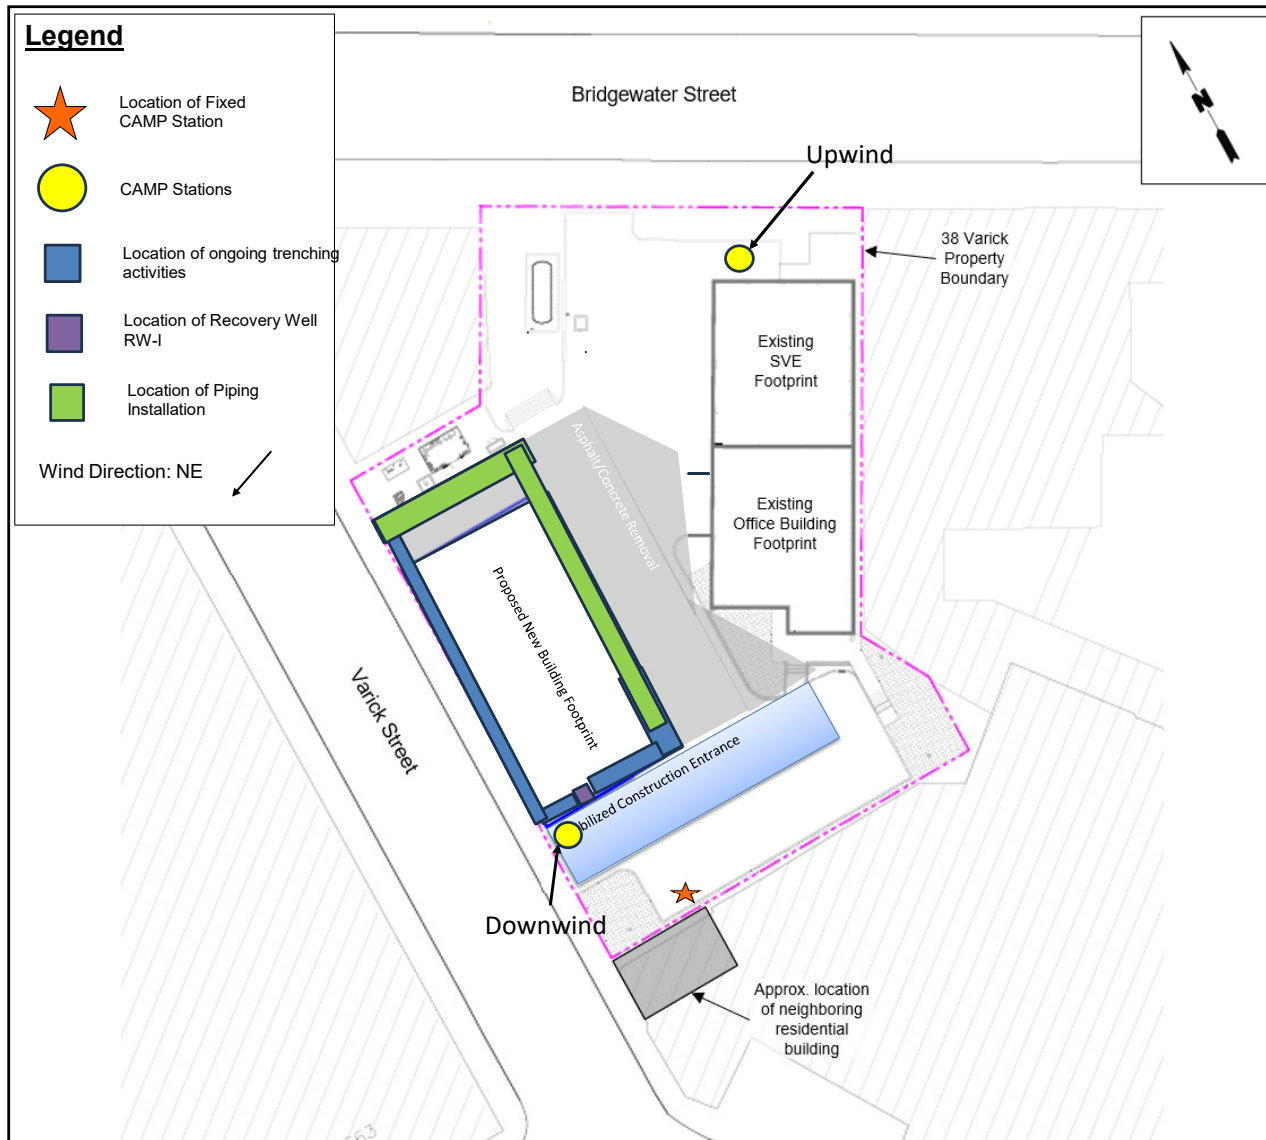 Legend
Location of Fixed
CAMP Station
CAMP Stations
Location of ongoing trenching
activities
Location of Recovery Well
RW-I
Location of Piping
Installation
Wind Direction: NE
Bridgewater Street
N
Upwind
38 Varick
Property
Boundary
Existing
SVE
Footprint
Asphalt/Concrete Removal
Existing
Office Building
Footprint
Proposed New Building Footprint
Varick Street
bilized Construction Entrance
Downwind
Approx. location
of neighboring
residential
building
63